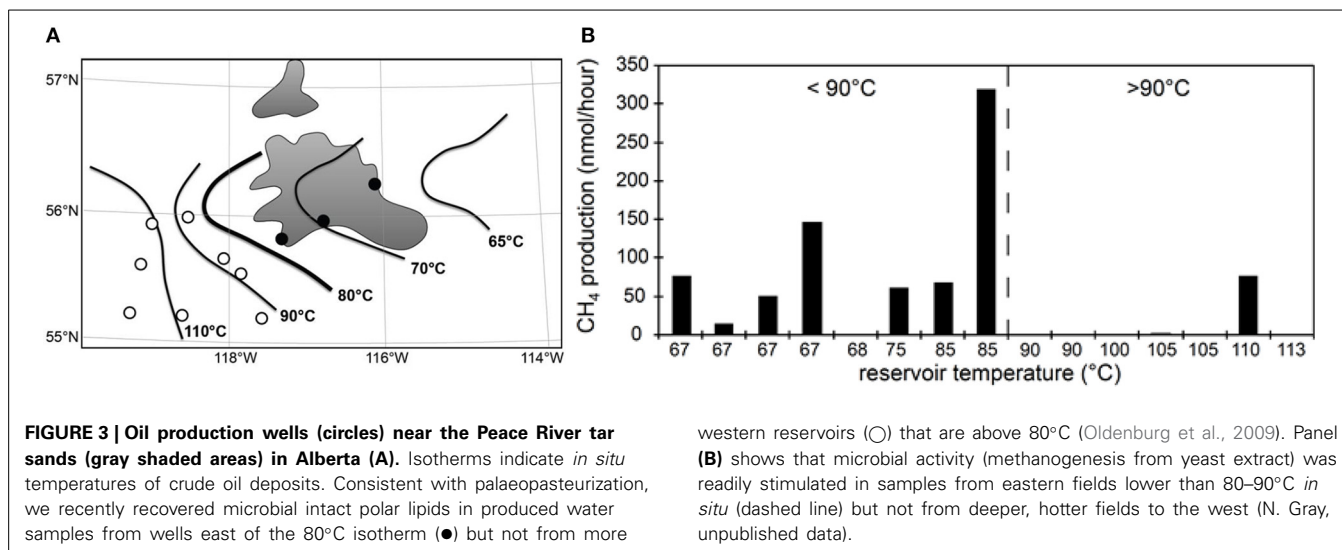 A
57°N
56°N
55°N
118°W
116°W
114°W
110°C
90°C
80°C
70°C
65°C
B
CH4 production (nmol/hour)
350
300
250
200
150
100
50
0
< 90°C
>90°C
67 67 67 67 68 75 85 85 90 90 100 105 105 110 113
reservoir temperature (°C)
FIGURE 3 | Oil production wells (circles) near the Peace River tar
sands (gray shaded areas) in Alberta (A). Isotherms indicate in situ
temperatures of crude oil deposits. Consistent with palaeopasteurization,
we recently recovered microbial intact polar lipids in produced water
samples from wells east of the 80°C isotherm (●) but not from more
western reservoirs (○) that are above 80°C (Oldenburg et al., 2009). Panel
(B) shows that microbial activity (methanogenesis from yeast extract) was
readily stimulated in samples from eastern fields lower than 80–90°C in
situ (dashed line) but not from deeper, hotter fields to the west (N. Gray,
unpublished data).